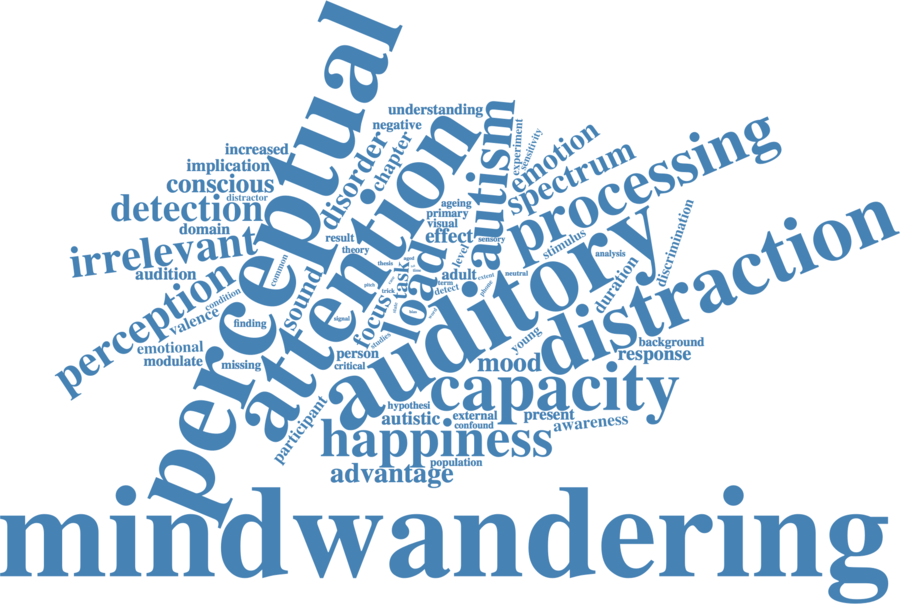 perceptual
understanding
negative
increased
implication
conscious
distractor
detection
domain
irrelevant
audition
perception
condition
valence
common
finding
emotional
modulate
missing
sound
disorder
chapter
attention
autism
experiment
sensitivity
emotion
spectrum
processing
ageing
primary
visual
effect
sensory
result
theory
thesis
level
stimulus
analysis
discrimination
duration
load
task
adult
extent
neutral
term
detect
phone
pitch
trick
focus
studies
signal
person
critical
auditory
distraction
young
background
response
mood
capacity
participant
hypothesi
autistic
external
confound
present
awareness
happiness
population
advantage
mindwandering